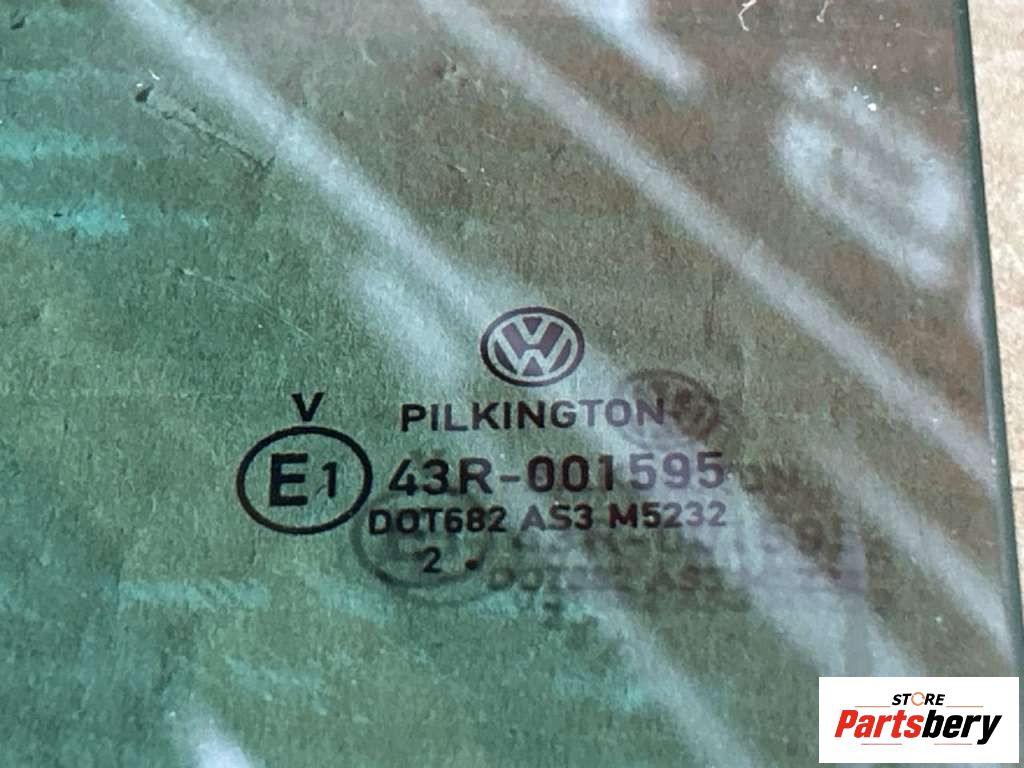 V
PILKINGTON
E1 43R-001595
DOT682 AS3 M5232
2 .
STORE
Partsbery